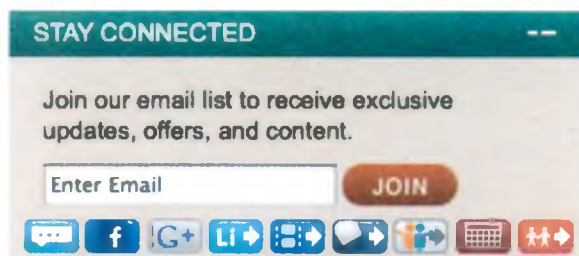 STAY CONNECTED
Join our email list to receive exclusive
updates, offers, and content.
Enter Email JOIN
f G+ Li